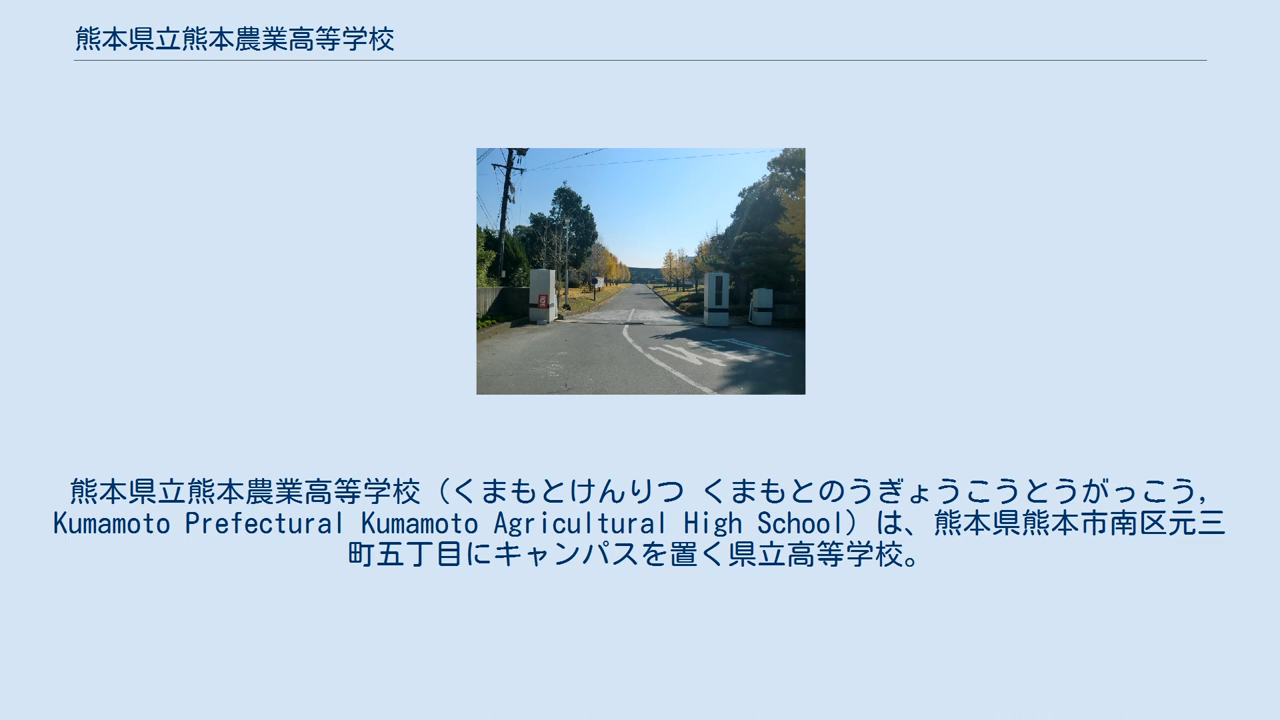 熊本県立熊本農業高等学校
熊本県立熊本農業高等学校（くまもとけんりつ くまもとのうぎょうこうとうがっこう,
Kumamoto Prefectural Kumamoto Agricultural High School）は、熊本県熊本市南区元三
町五丁目にキャンパスを置く県立高等学校。